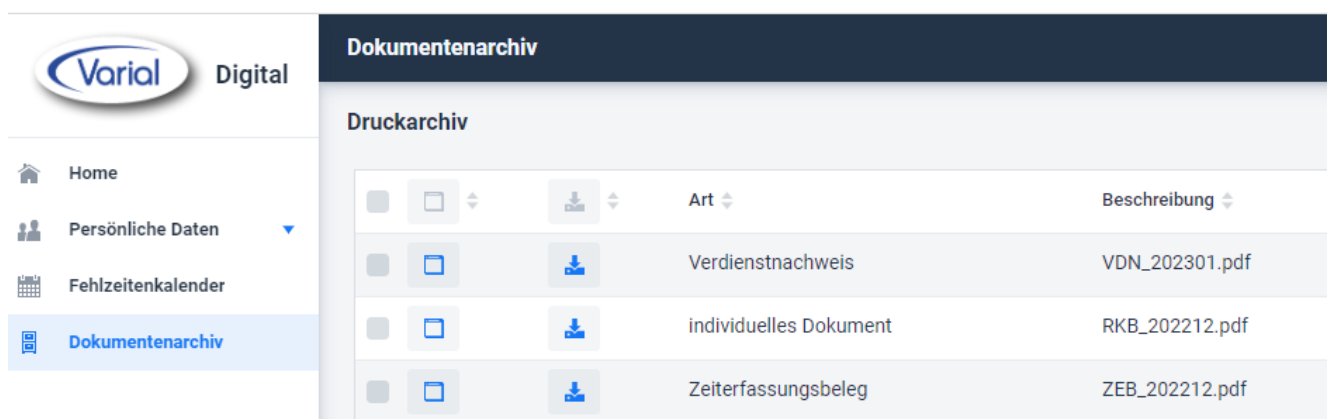 Varial Digital
Home
Persönliche Daten
Fehlzeitenkalender
Dokumentenarchiv
Dokumentenarchiv
Druckarchiv
Art Beschreibung
Verdienstnachweis VDN_202301.pdf
individuelles Dokument RKB_202212.pdf
Zeiterfassungsbeleg ZEB_202212.pdf